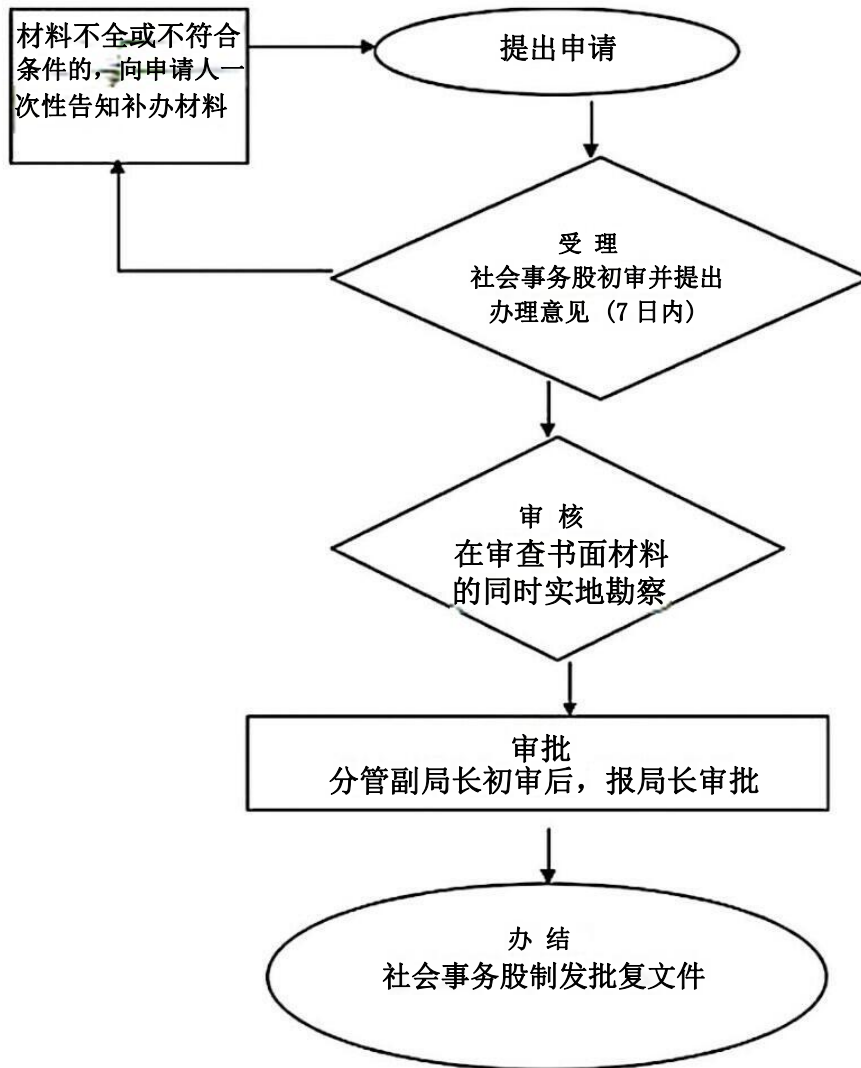 材料不全或不符合
条件的，向申请人一
次性告知补办材料
提出申请
受 理
社会事务股初审并提出
办理意见（7 日内）
审 核
在审查书面材料
的同时实地勘察
审批
分管副局长初审后，报局长审批
办 结
社会事务股制发批复文件